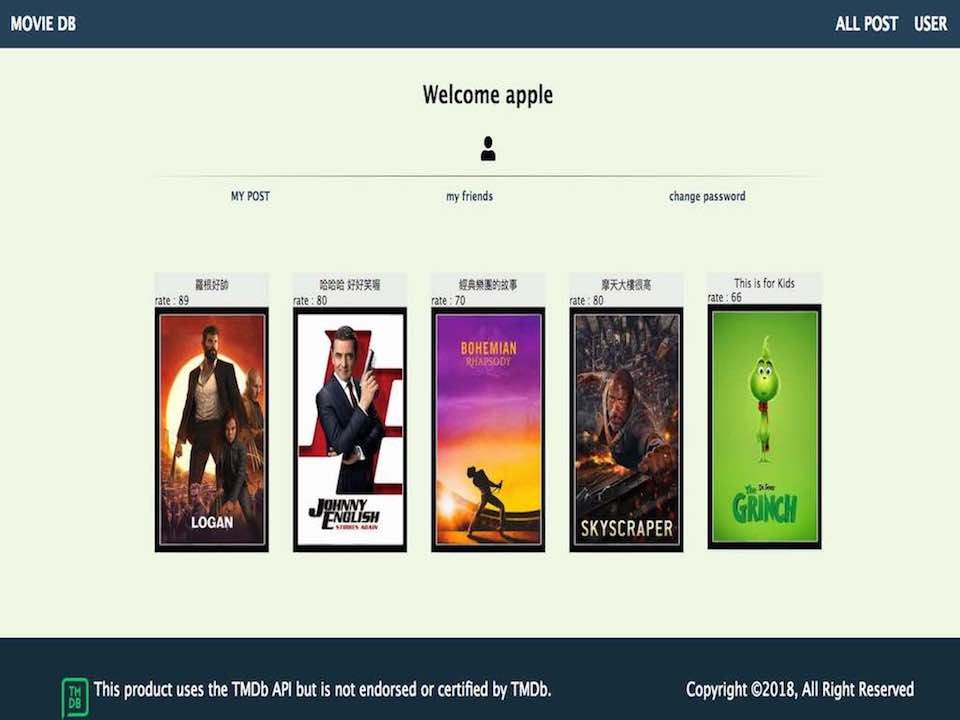 MOVIE DB
ALL POST USER
Welcome apple
MY POST
my friends
change password
羅根好帥
rate : 89
LOGAN
哈哈哈 好好笑喔
rate : 80
JOHNNY
ENGLISH
STRIKES AGAIN
經典樂團的故事
rate : 70
BOHEMIAN
RHAPSODY
摩天大樓很高
rate : 80
SKYSCRAPER
This is for Kids
rate : 66
Dr. Seuss'
The
GRINCH
TM
DB
This product uses the TMDb API but is not endorsed or certified by TMDb.
Copyright ©2018, All Right Reserved